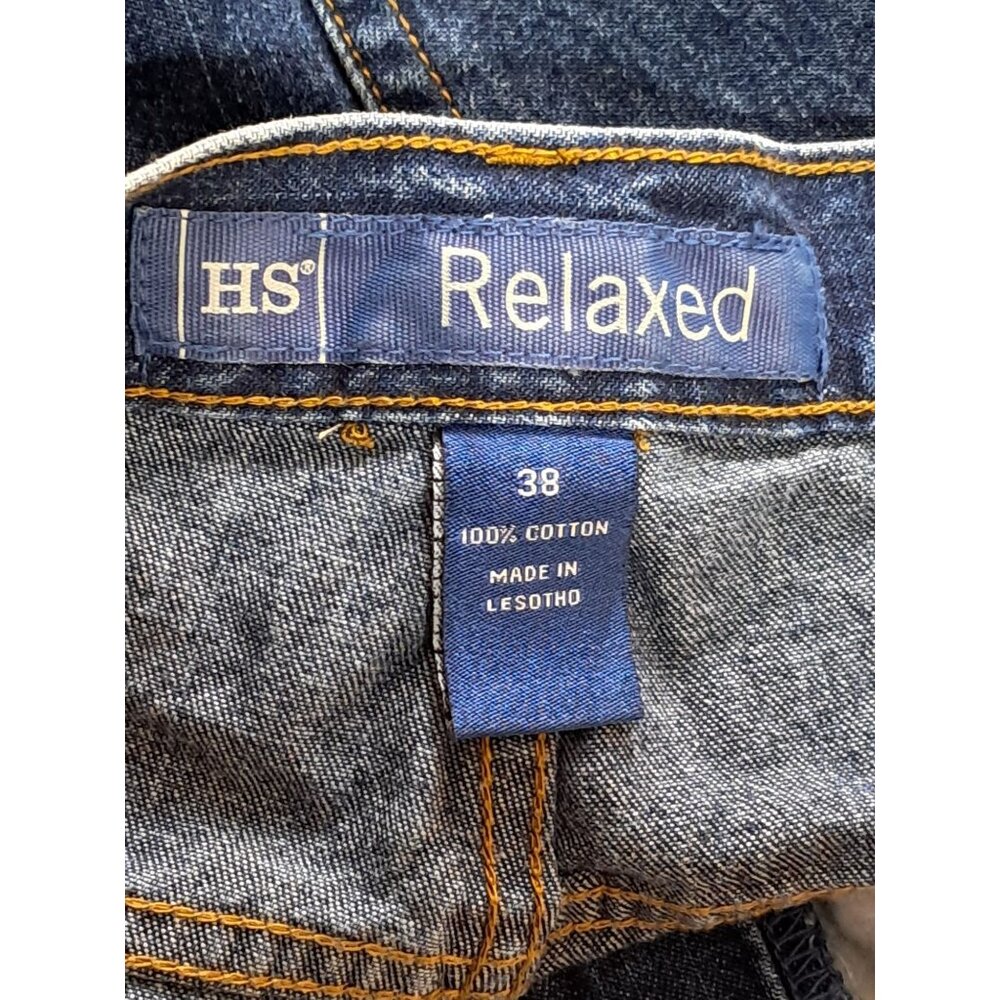 HS® Relaxed
38
100% COTTON
MADE IN
LESOTHO